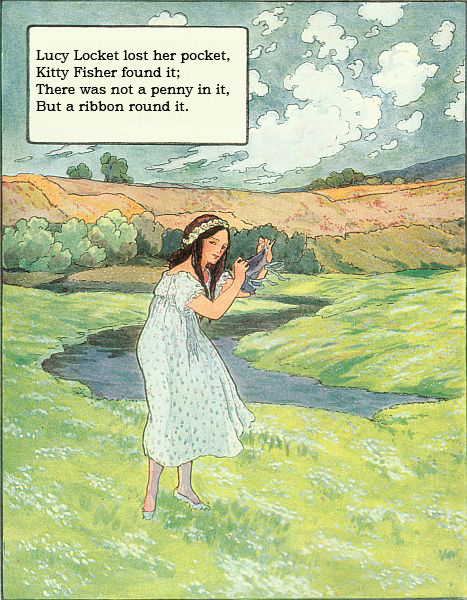 Lucy Locket lost her pocket,
Kitty Fisher found it;
There was not a penny in it,
But a ribbon round it.